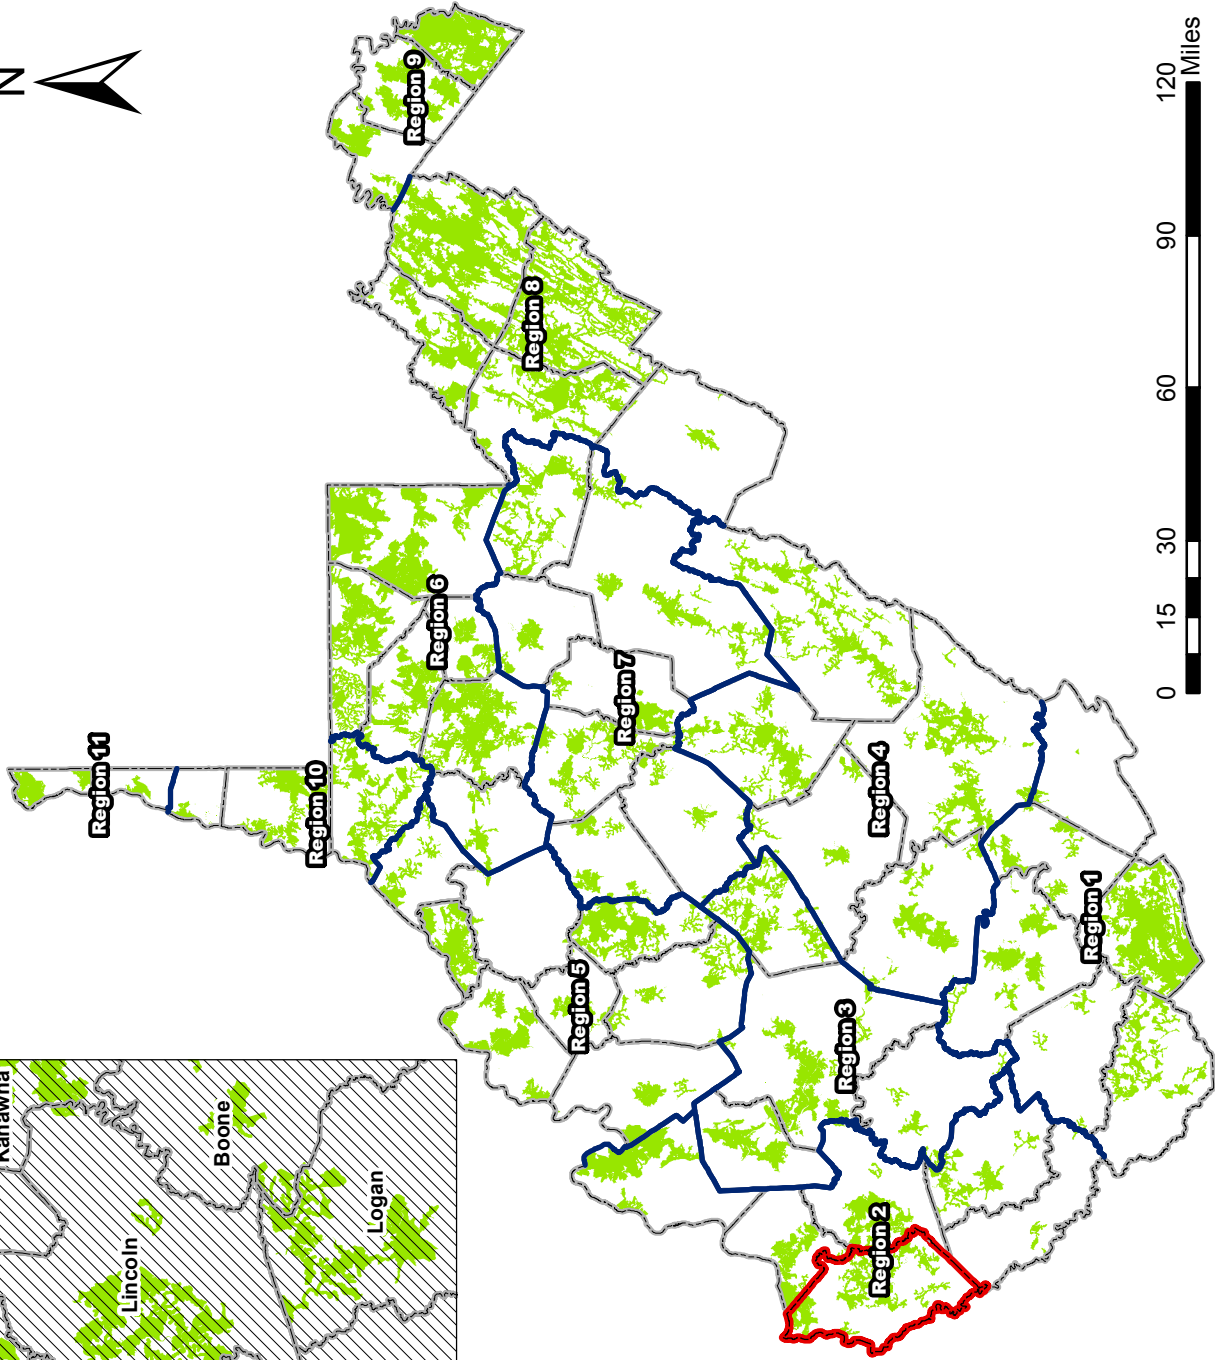 N
Region 11
Region 10
Region 9
Region 8
Region 6
Region 7
Region 5
Region 4
Region 3
Region 1
Region 2
Kanawha
Boone
Lincoln
Logan
0
15
30
60
90
120
Miles